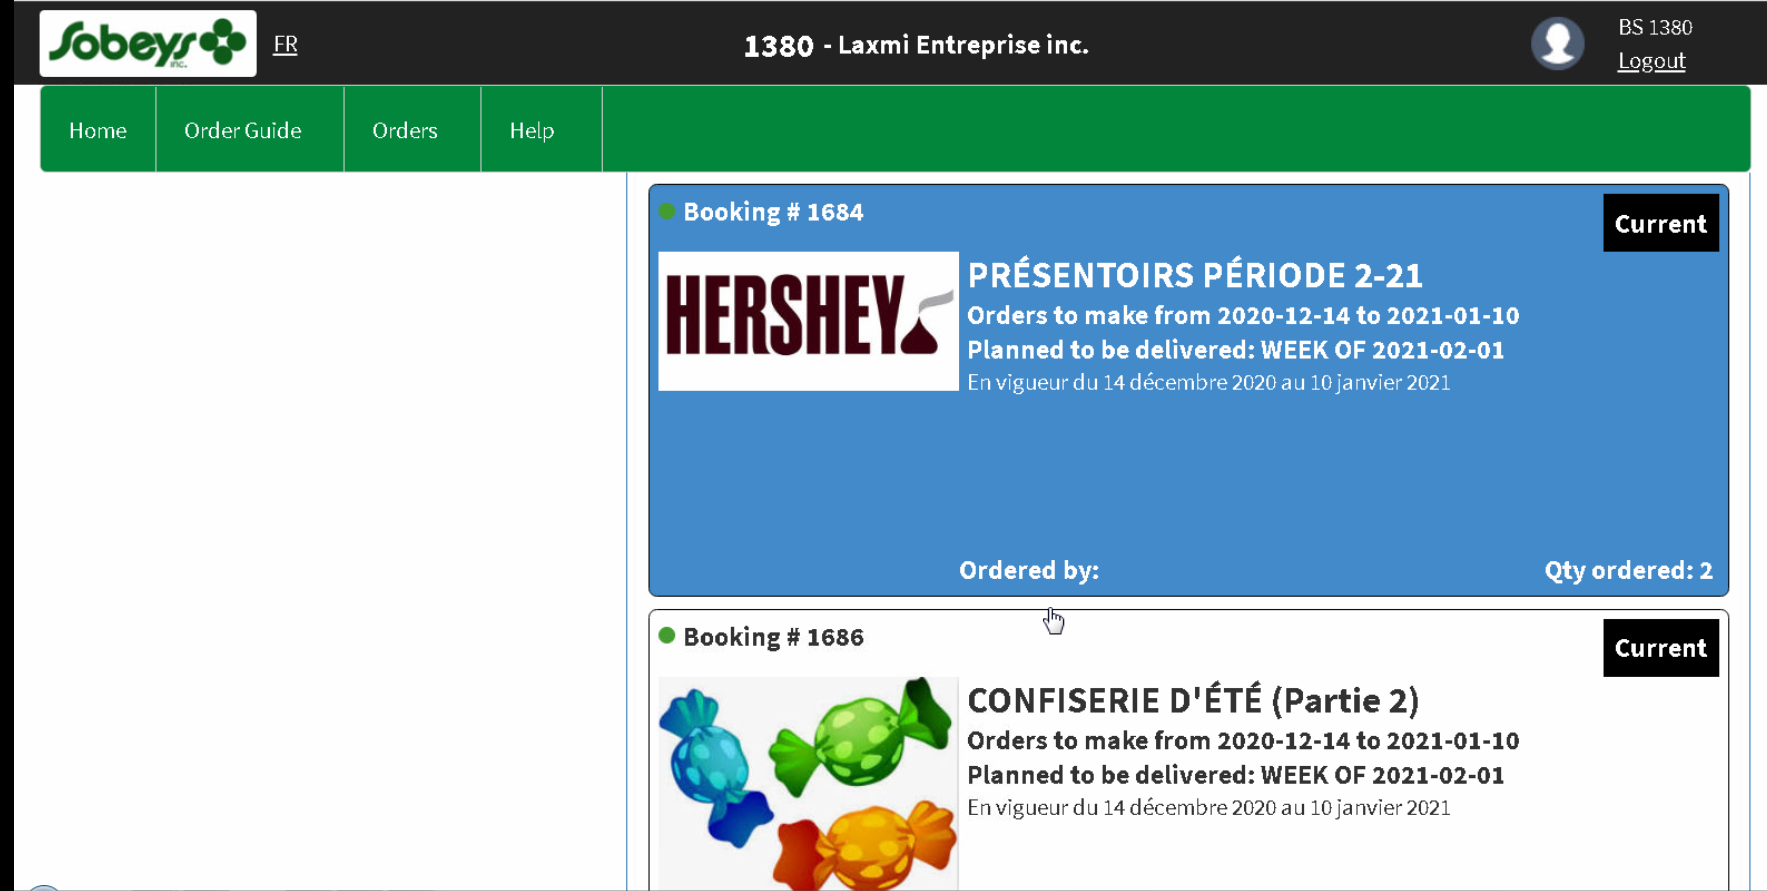 Sobeys inc.
FR
1380 - Laxmi Entreprise inc.
BS 1380
Logout
Home
Order Guide
Orders
Help
Booking # 1684
Current
HERSHEY
PRÉSENTOIRS PÉRIODE 2-21
Orders to make from 2020-12-14 to 2021-01-10
Planned to be delivered: WEEK OF 2021-02-01
En vigueur du 14 décembre 2020 au 10 janvier 2021
Ordered by:
Qty ordered: 2
Booking # 1686
Current
CONFISERIE D'ÉTÉ (Partie 2)
Orders to make from 2020-12-14 to 2021-01-10
Planned to be delivered: WEEK OF 2021-02-01
En vigueur du 14 décembre 2020 au 10 janvier 2021